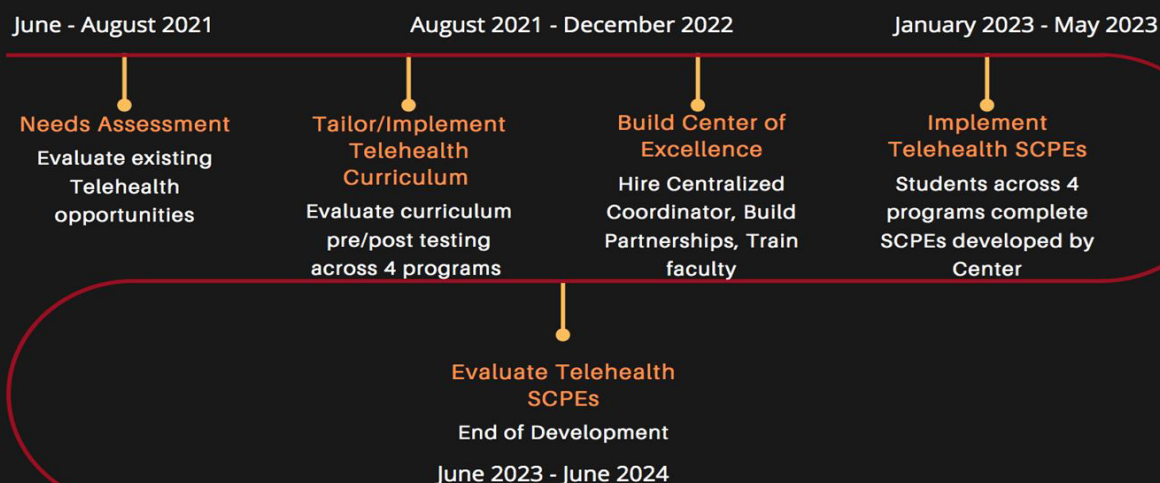 June - August 2021
August 2021 - December 2022
January 2023 - May 2023
Needs Assessment
Evaluate existing
Telehealth
opportunities
Tailor/Implement
Telehealth
Curriculum
Evaluate curriculum
pre/post testing
across 4 programs
Build Center of
Excellence
Hire Centralized
Coordinator, Build
Partnerships, Train
faculty
Implement
Telehealth SCPEs
Students across 4
programs complete
SCPEs developed by
Center
Evaluate Telehealth
SCPEs
End of Development
June 2023 - June 2024